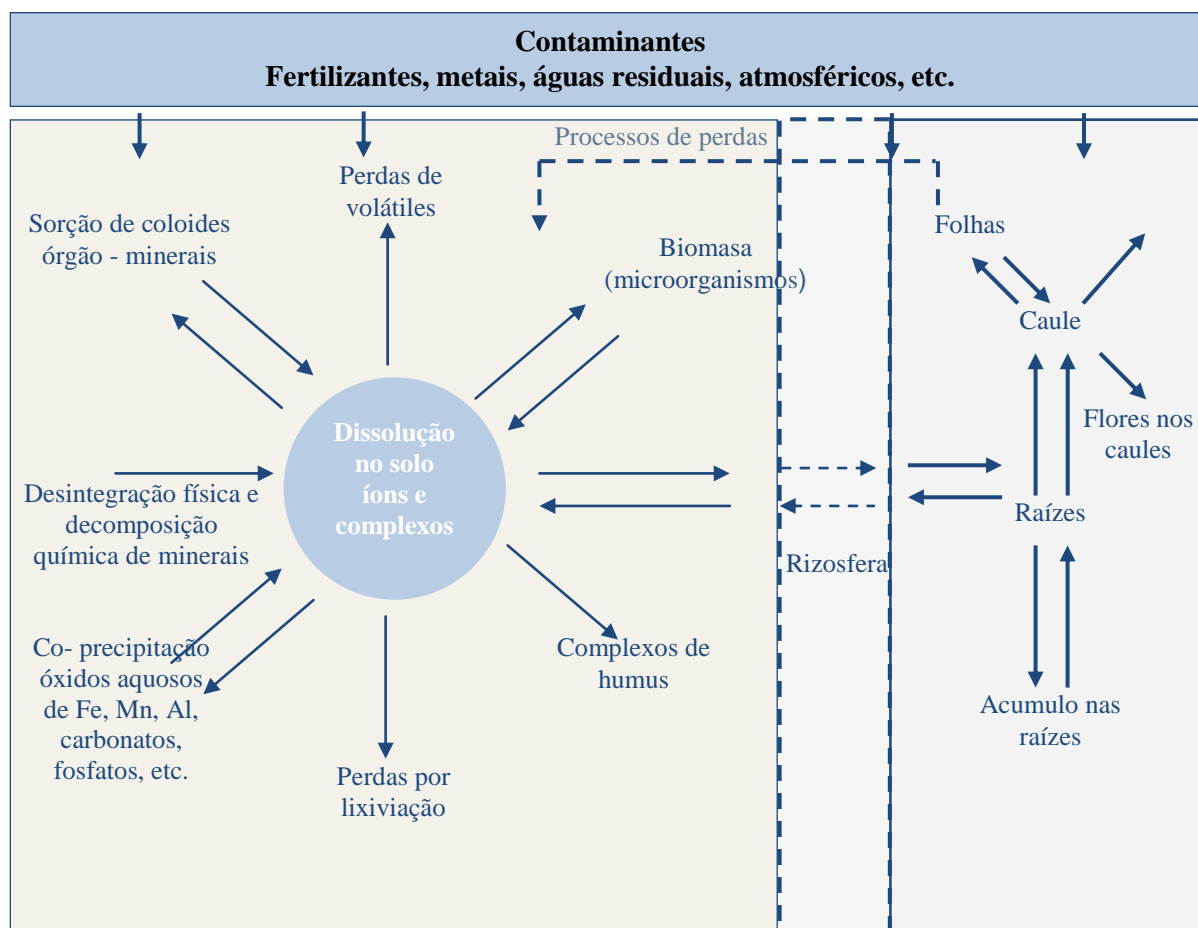 Contaminantes
Fertilizantes, metais, águas residuais, atmosféricos, etc.
Processos de perdas
Perdas de
volátiles
Sorção de coloides
órgão - minerais
Biomasa
(microorganismos)
Folhas
Caule
Flores nos
caules
Dissolução
no solo
íons e
complexos
Desintegração física e
decomposição
química de minerais
Raízes
Rizosfera
Co- precipitação
óxidos aquosos
de Fe, Mn, Al,
carbonatos,
fosfatos, etc.
Complexos de
humus
Acumulo nas
raízes
Perdas por
lixiviação